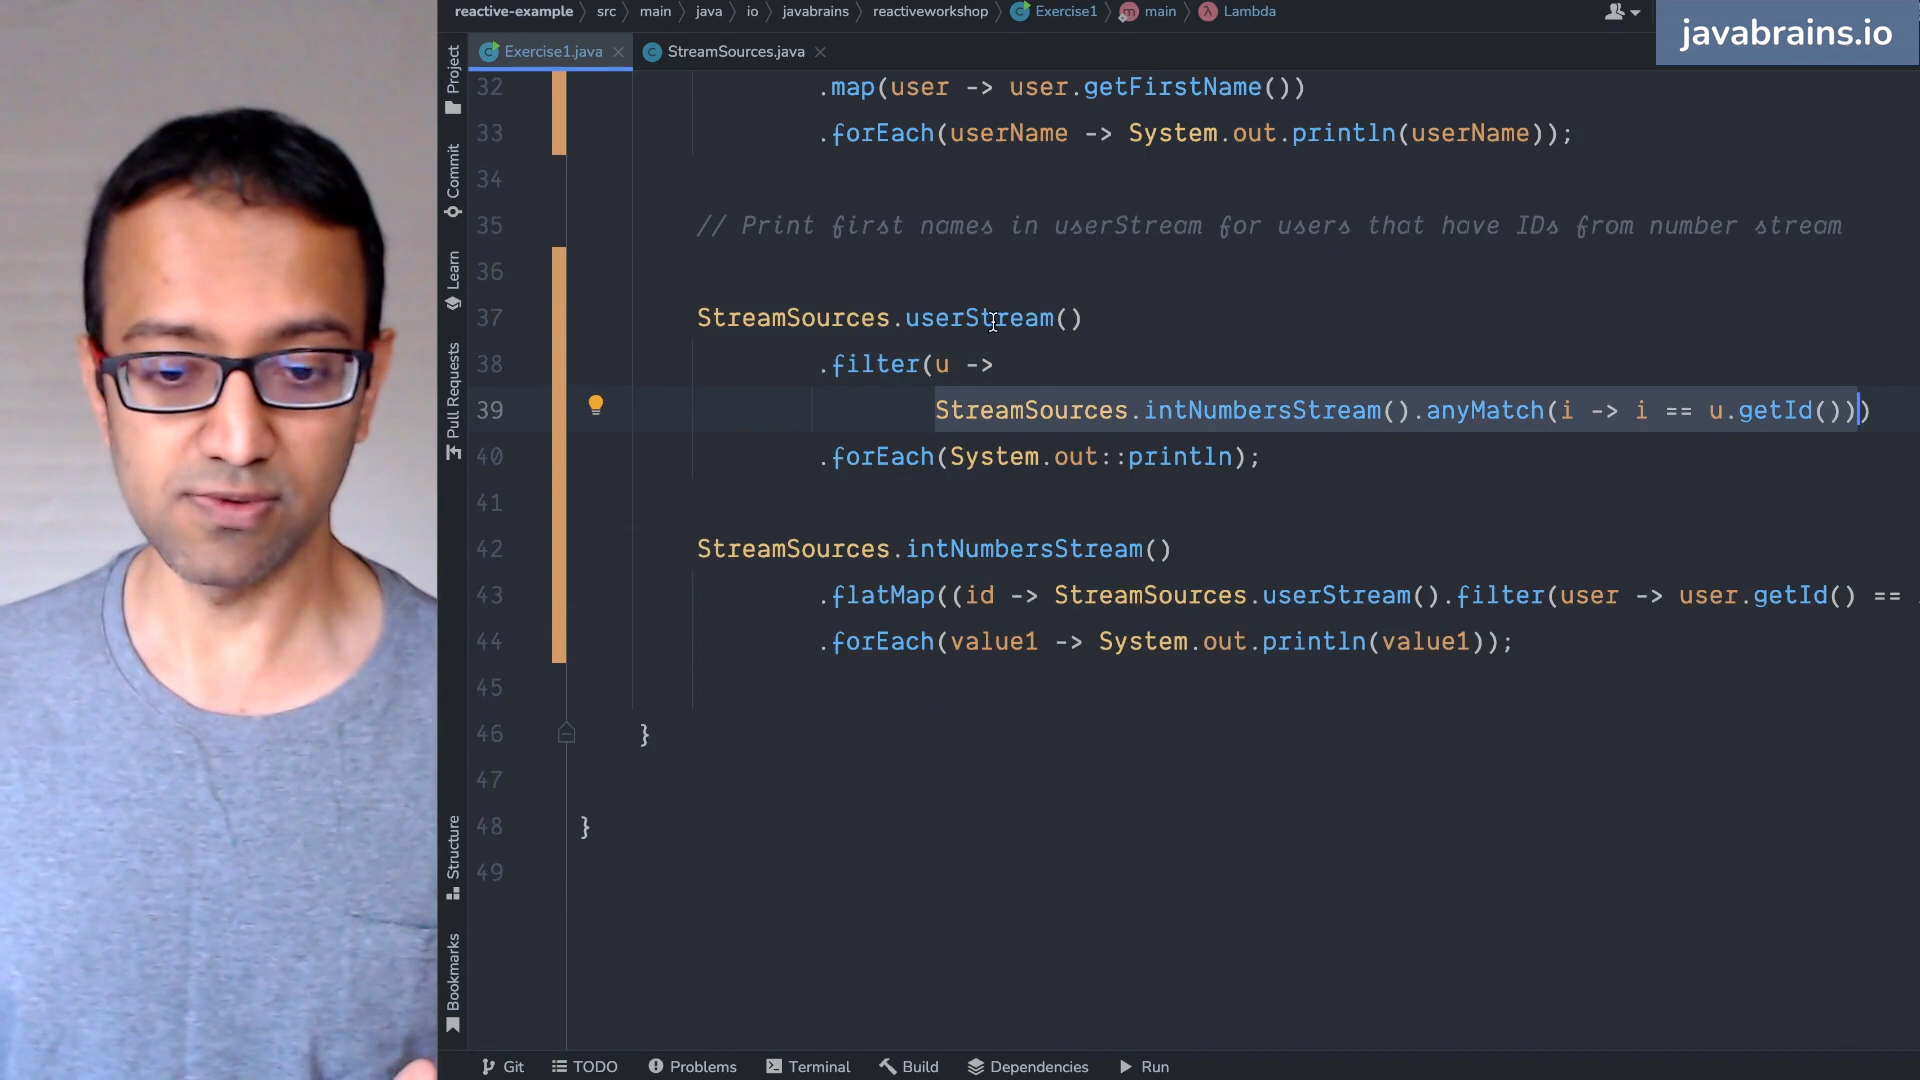 reactive-example src main java io javabrains reactiveworkshop Exercise1 main Lambda
javabrains.io
Exercise1.java StreamSources.java
Project
Commit
Learn
Pull Requests
Structure
Bookmarks
32 .map(user -> user.getFirstName())
33 .forEach(userName -> System.out.println(userName));
34
35 // Print first names in userStream for users that have IDs from number stream
36
37 StreamSources.userStream()
38 .filter(u ->
39 StreamSources.intNumbersStream().anyMatch(i -> i == u.getId()))
40 .forEach(System.out::println);
41
42 StreamSources.intNumbersStream()
43 .flatMap((id -> StreamSources.userStream().filter(user -> user.getId() ==
44 .forEach(value1 -> System.out.println(value1));
45
46 }
47
48 }
49
Git TODO Problems Terminal Build Dependencies Run